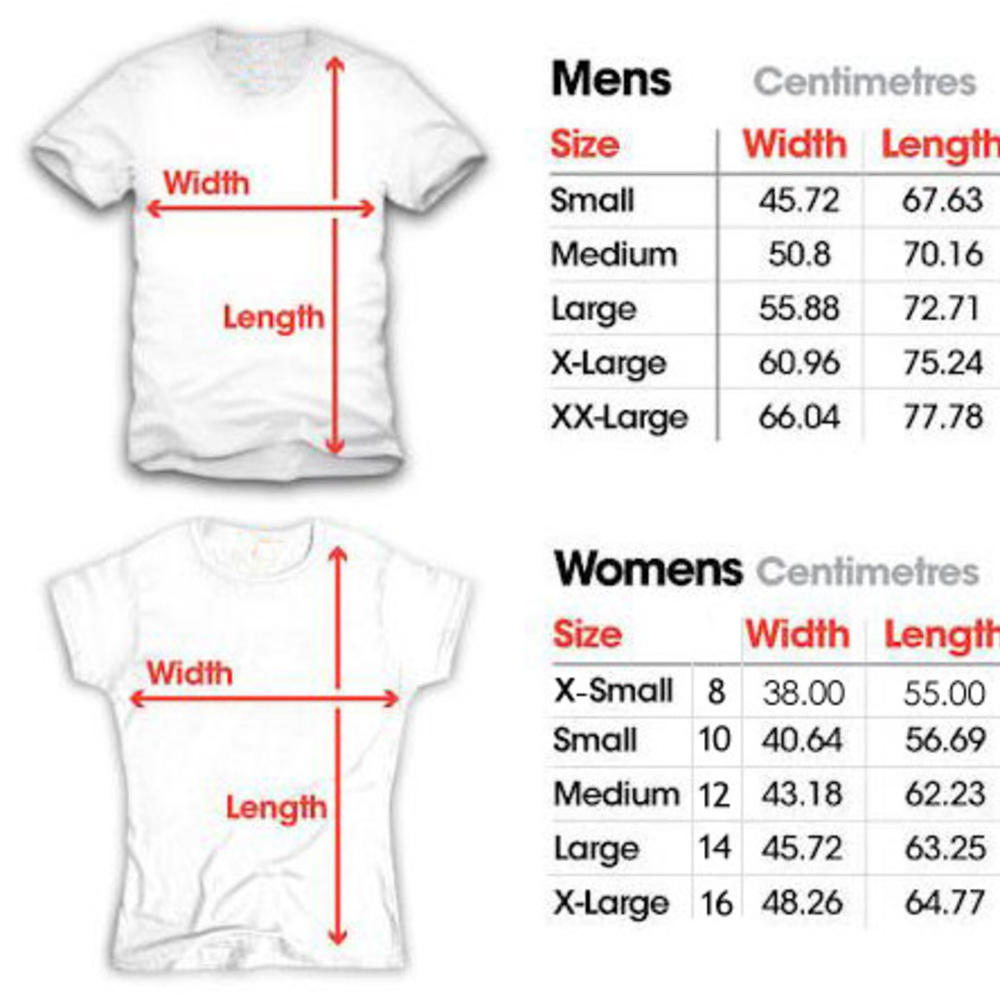 Width
Length
Mens Centimetres
Size Width Length
Small 45.72 67.63
Medium 50.8 70.16
Large 55.88 72.71
X-Large 60.96 75.24
XX-Large 66.04 77.78
Width
Length
Womens Centimetres
Size Width Length
X-Small 8 38.00 55.00
Small 10 40.64 56.69
Medium 12 43.18 62.23
Large 14 45.72 63.25
X-Large 16 48.26 64.77